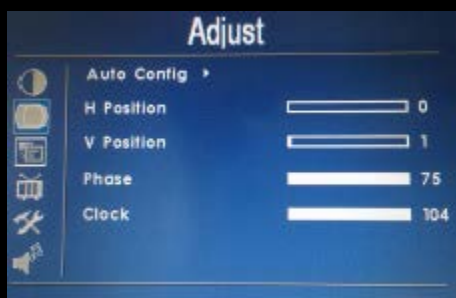 Adjust
Auto Config
H Position 0
V Position 1
Phase 75
Clock 104